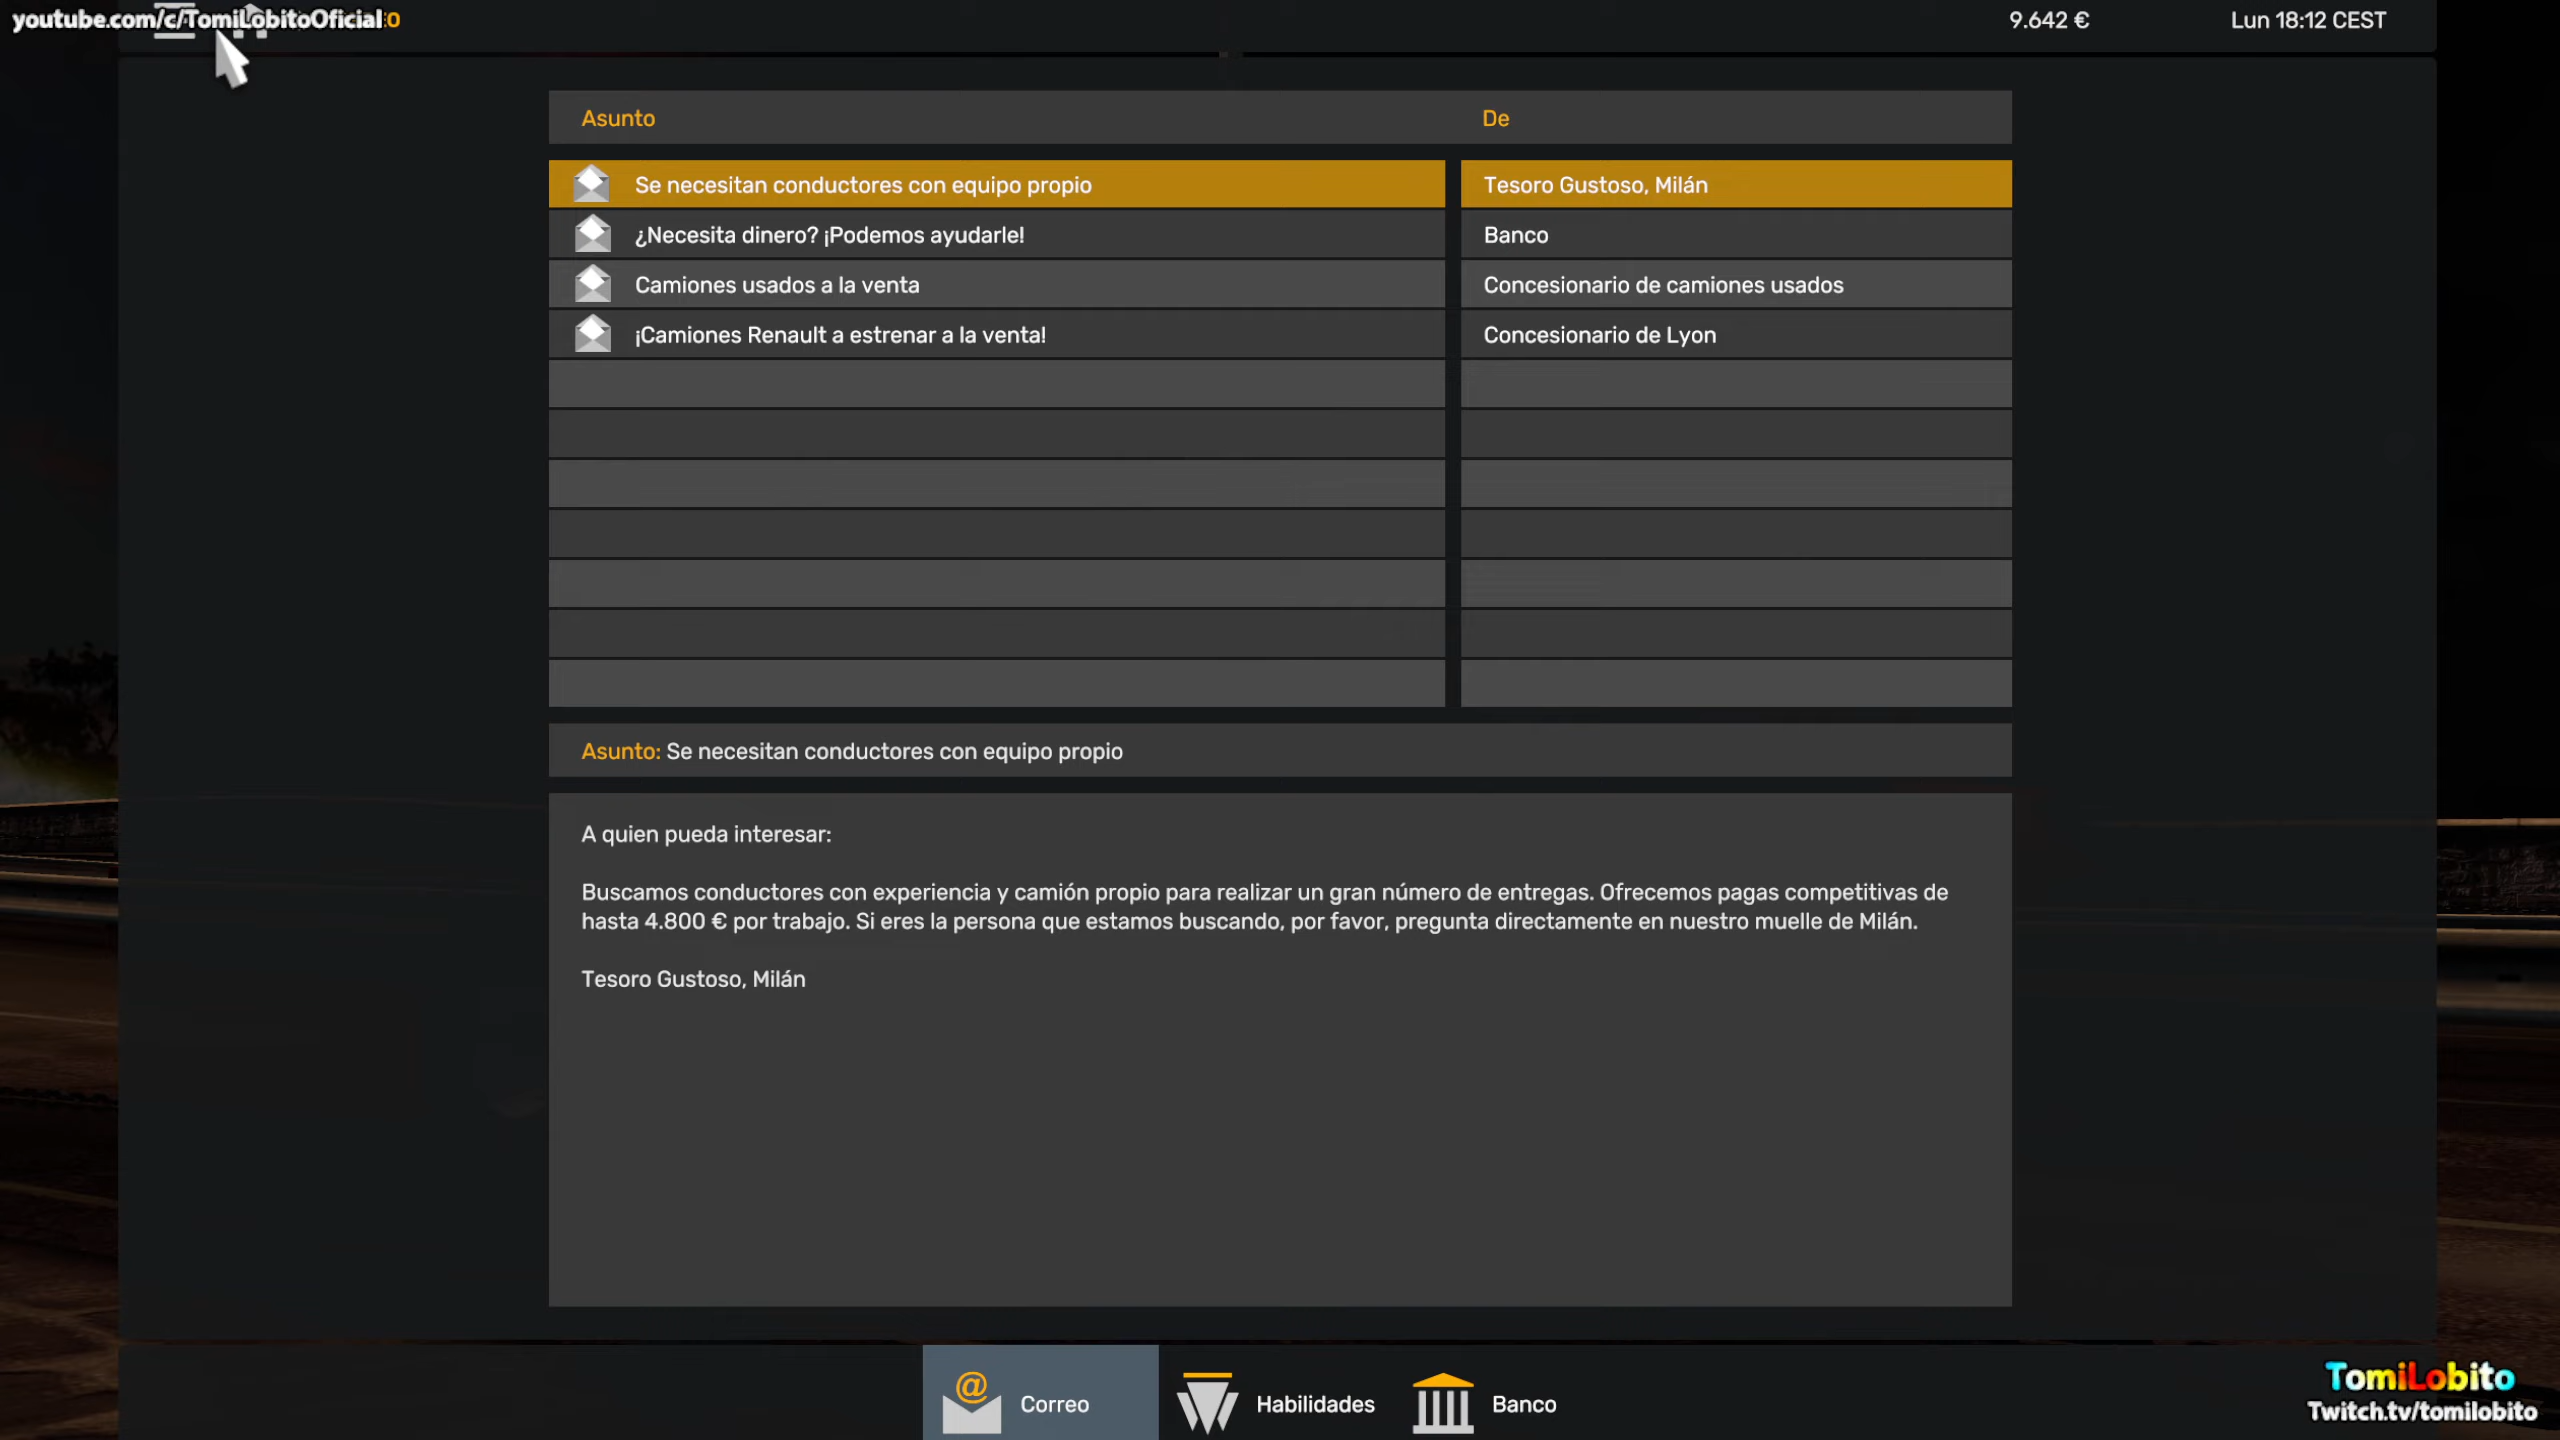 youtube.com/c/TomiLobitoOficial
9.642 €
Lun 18:12 CEST
Asunto
De
Se necesitan conductores con equipo propio
Tesoro Gustoso, Milán
¿Necesita dinero? ¡Podemos ayudarle!
Banco
Camiones usados a la venta
Concesionario de camiones usados
¡Camiones Renault a estrenar a la venta!
Concesionario de Lyon
Asunto: Se necesitan conductores con equipo propio
A quien pueda interesar:
Buscamos conductores con experiencia y camión propio para realizar un gran número de entregas. Ofrecemos pagas competitivas de
hasta 4.800 € por trabajo. Si eres la persona que estamos buscando, por favor, pregunta directamente en nuestro muelle de Milán.
Tesoro Gustoso, Milán
Correo
Habilidades
Banco
TomiLobito
Twitch.tv/tomilobito